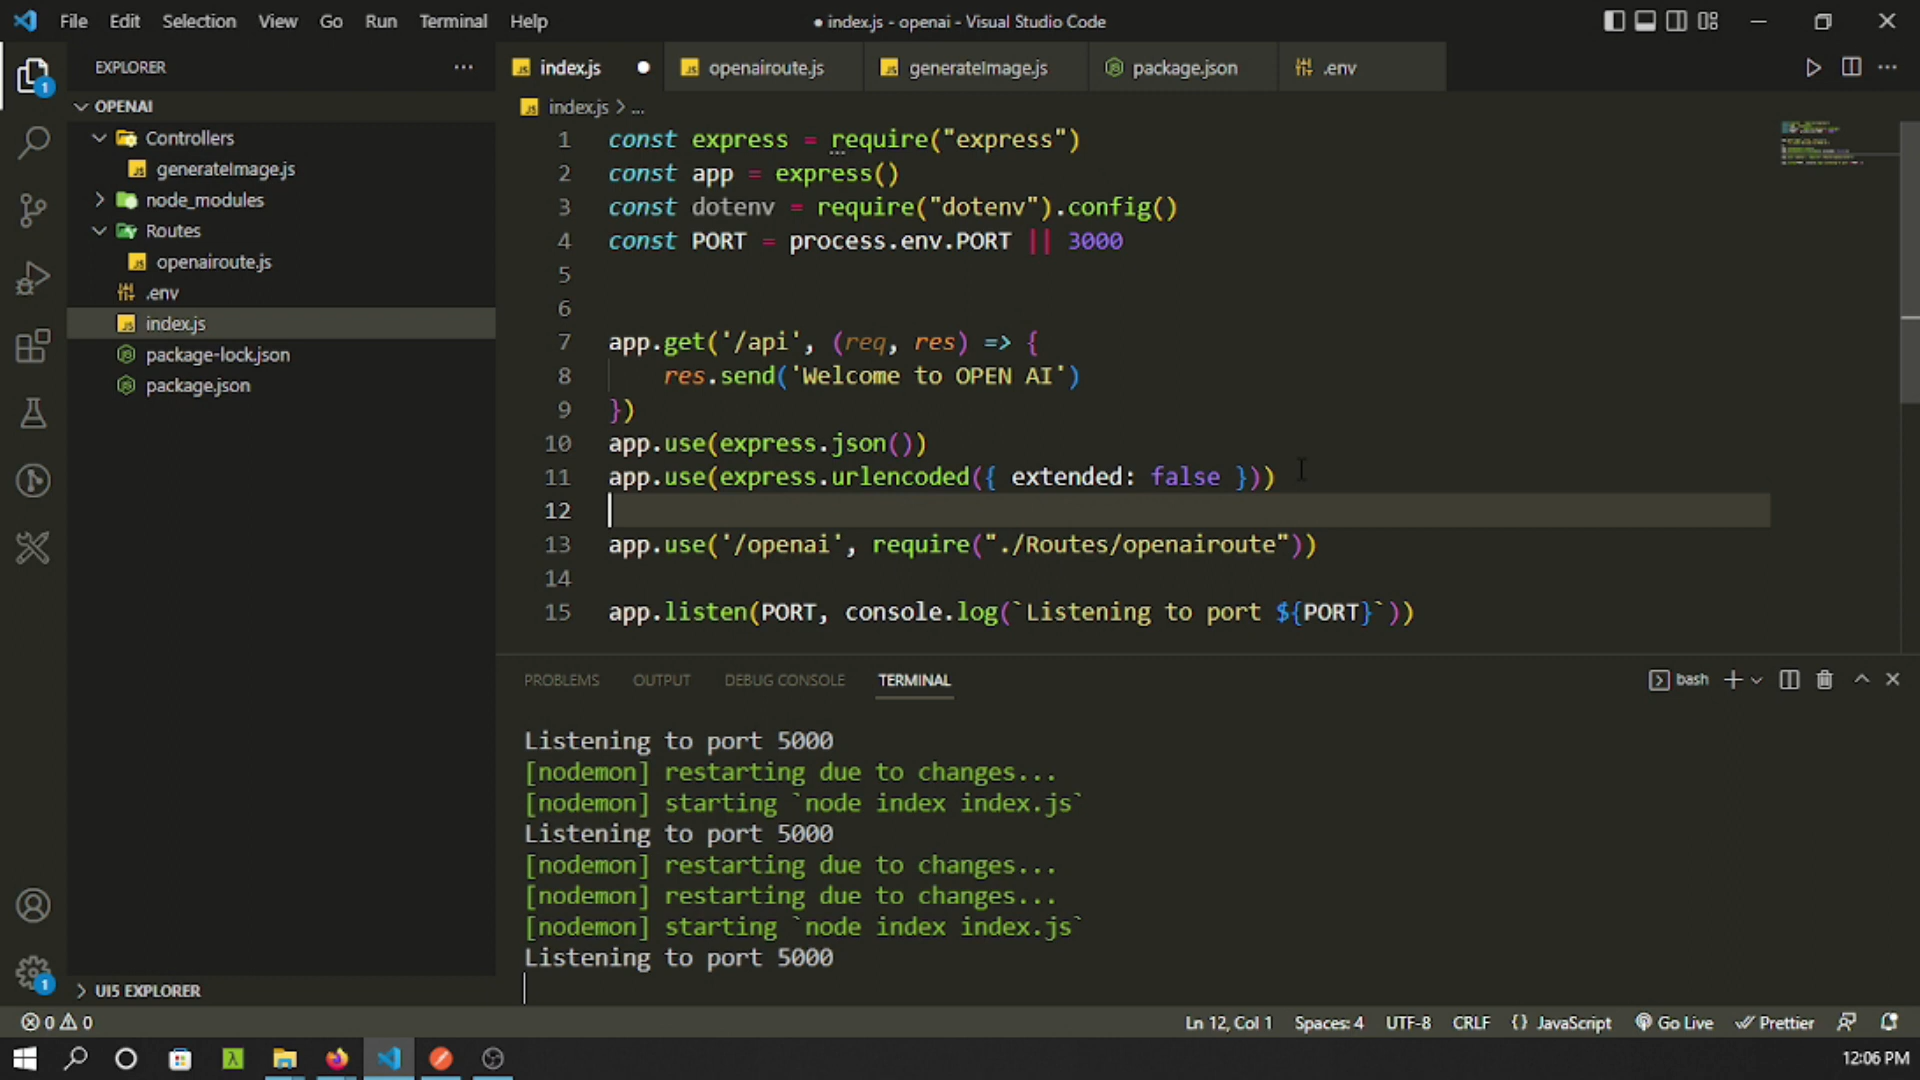 File Edit Selection View Go Run Terminal Help
● index.js - openai - Visual Studio Code
EXPLORER ···
index.js openairoute.js generateImage.js package.json .env
1
OPENAI
Controllers
generateImage.js
node_modules
Routes
openairoute.js
.env
index.js
package-lock.json
package.json
UI5 EXPLORER
1
index.js > ...
1 const express = require("express")
2 const app = express()
3 const dotenv = require("dotenv").config()
4 const PORT = process.env.PORT || 3000
5
6
7 app.get('/api', (req, res) => {
8 res.send('Welcome to OPEN AI')
9 })
10 app.use(express.json())
11 app.use(express.urlencoded({ extended: false }))
12
13 app.use('/openai', require("./Routes/openairoute"))
14
15 app.listen(PORT, console.log(`Listening to port ${PORT}`))
PROBLEMS OUTPUT DEBUG CONSOLE TERMINAL
bash
Listening to port 5000
[nodemon] restarting due to changes...
[nodemon] starting `node index index.js`
Listening to port 5000
[nodemon] restarting due to changes...
[nodemon] restarting due to changes...
[nodemon] starting `node index index.js`
Listening to port 5000
0 0
Ln 12, Col 1 Spaces: 4 UTF-8 CRLF {} JavaScript Go Live Prettier
12:06 PM